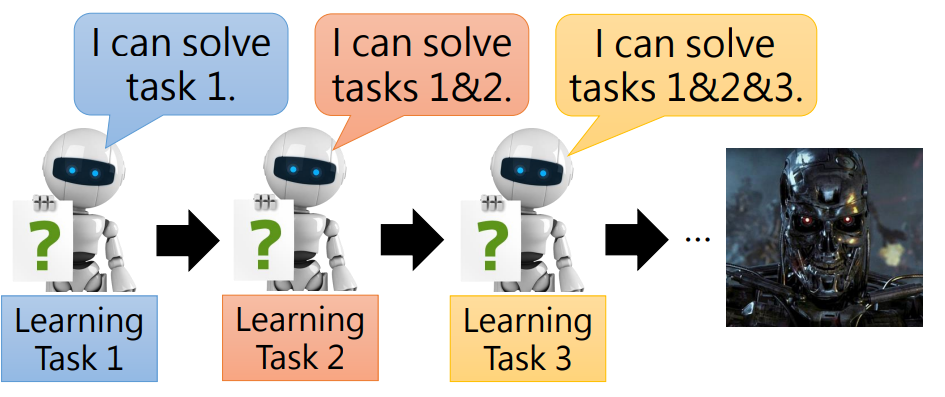 I can solve
task 1.
I can solve
tasks 1&2.
I can solve
tasks 1&2&3.
?
?
?
...
Learning
Task 1
Learning
Task 2
Learning
Task 3